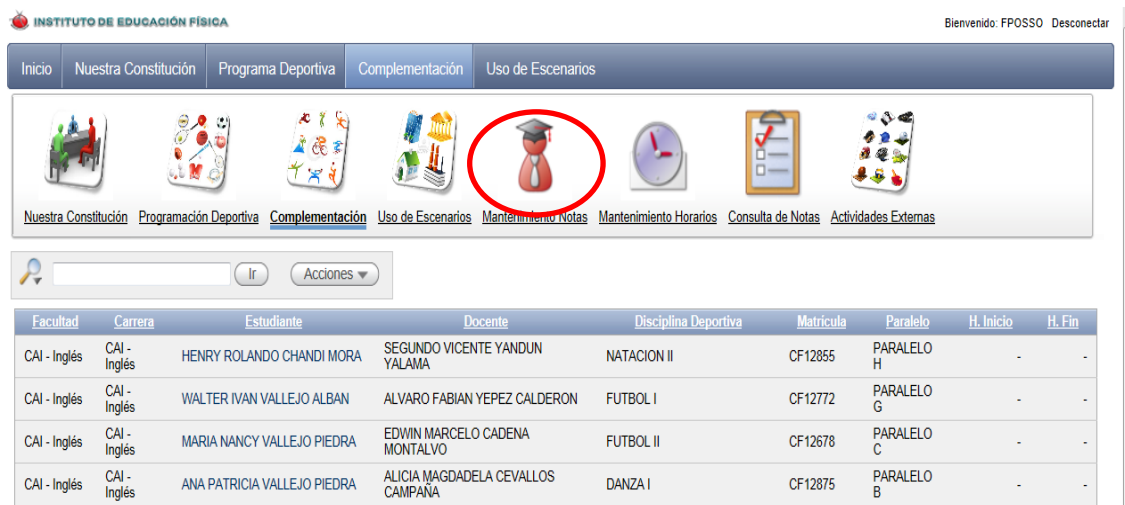 INSTITUTO DE EDUCACIÓN FÍSICA
Bienvenido: FPOSSO Desconectar
Inicio Nuestra Constitución Programa Deportiva Complementación Uso de Escenarios
Nuestra Constitución Programación Deportiva Complementación Uso de Escenarios Mantenimiento Notas Mantenimiento Horarios Consulta de Notas Actividades Externas
Ir Acciones
Facultad Carrera Estudiante Docente Disciplina Deportiva Matricula Paralelo H. Inicio H. Fin
CAI - Inglés CAI - Inglés HENRY ROLANDO CHANDI MORA SEGUNDO VICENTE YANDUN YALAMA NATACION II CF12855 PARALELO H - -
CAI - Inglés CAI - Inglés WALTER IVAN VALLEJO ALBAN ALVARO FABIAN YEPEZ CALDERON FUTBOL I CF12772 PARALELO G - -
CAI - Inglés CAI - Inglés MARIA NANCY VALLEJO PIEDRA EDWIN MARCELO CADENA MONTALVO FUTBOL II CF12678 PARALELO C - -
CAI - Inglés CAI - Inglés ANA PATRICIA VALLEJO PIEDRA ALICIA MAGDADELA CEVALLOS CAMPAÑA DANZA I CF12875 PARALELO B - -